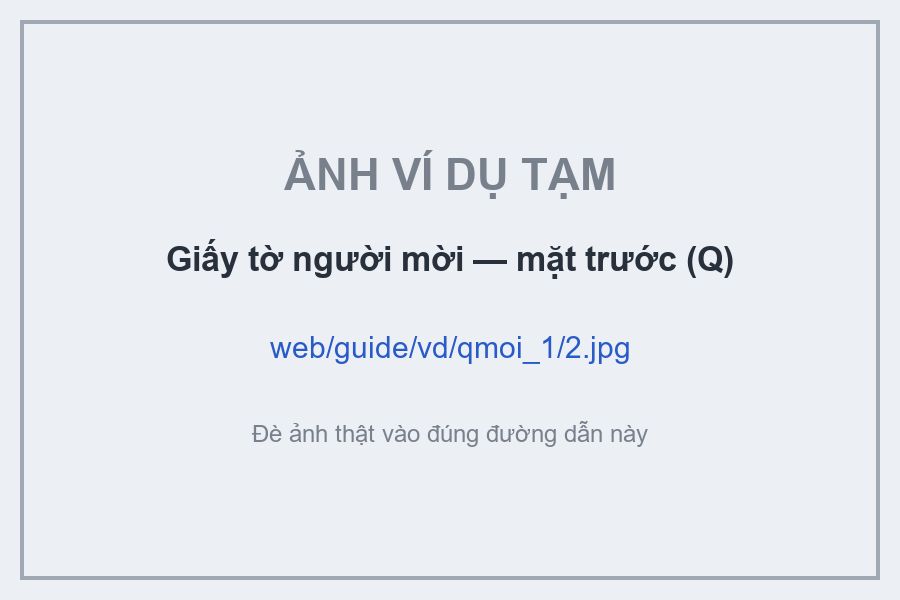 ẢNH VÍ DỤ TẠM
Giấy tờ người mời — mặt trước (Q)
web/guide/vd/qmoi_1/2.jpg
Đè ảnh thật vào đúng đường dẫn này